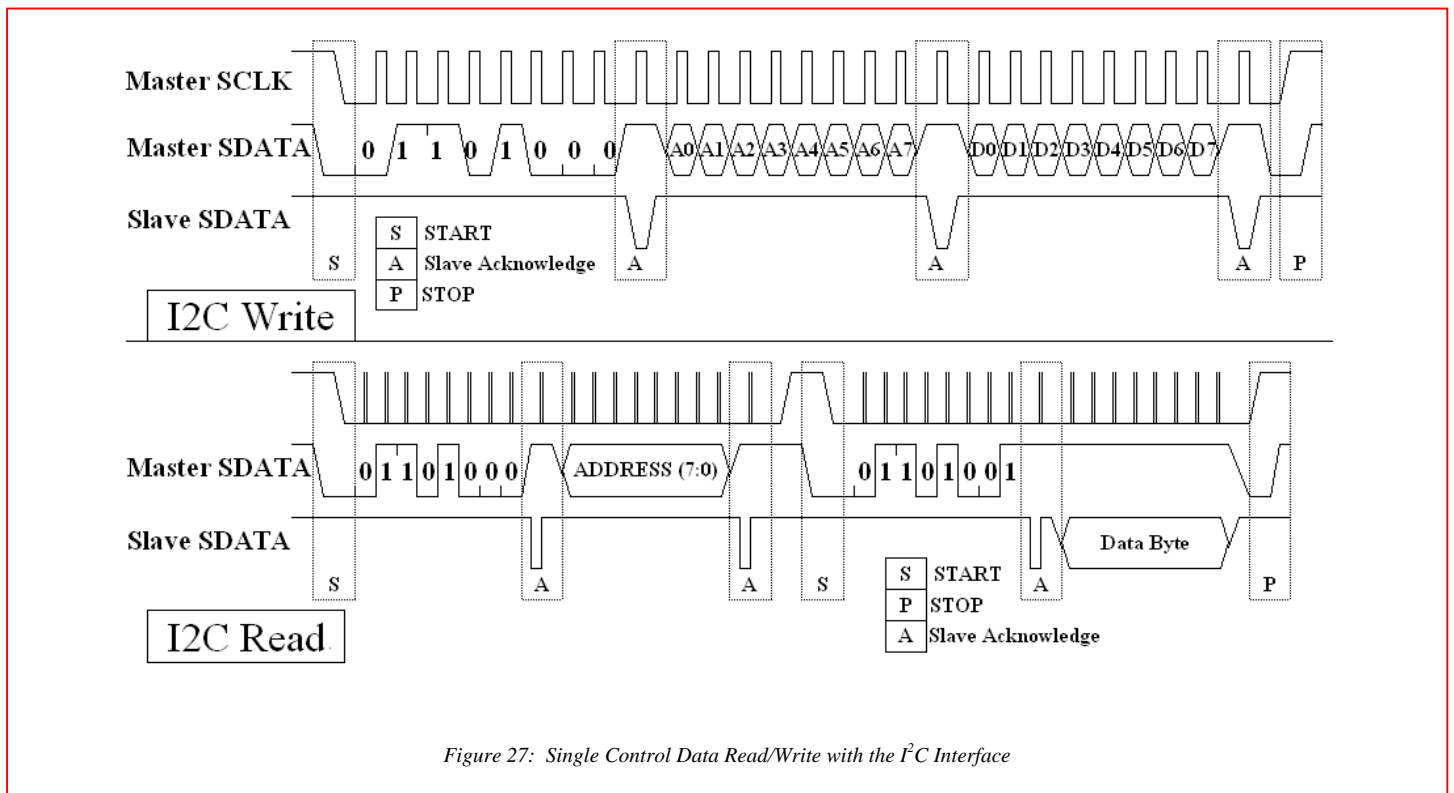 Master SCLK
Master SDATA 0 1 1 0 1 0 0 0 A0 A1 A2 A3 A4 A5 A6 A7 D0 D1 D2 D3 D4 D5 D6 D7
Slave SDATA
S START
A Slave Acknowledge
P STOP
S A A A P
I2C Write
Master SDATA 0 1 1 0 1 0 0 0 ADDRESS (7:0) 0 1 1 0 1 0 0 1
Slave SDATA Data Byte
S A A S A P
S START
P STOP
A Slave Acknowledge
I2C Read
Figure 27: Single Control Data Read/Write with the I²C Interface